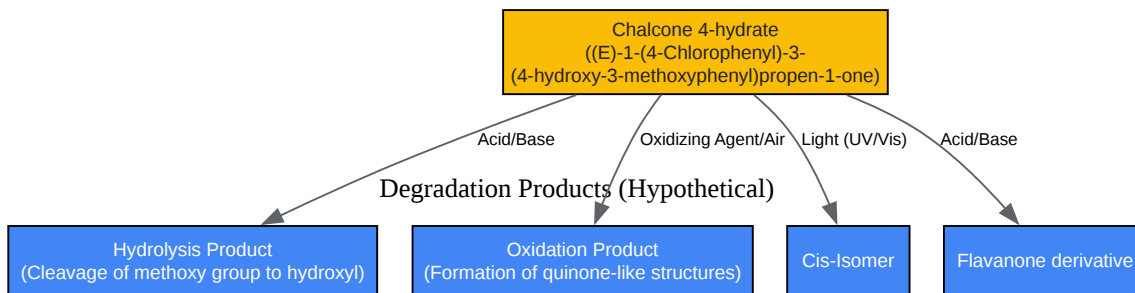 Chalcone 4-hydrate
((E)-1-(4-Chlorophenyl)-3-
(4-hydroxy-3-methoxyphenyl)propen-1-one)
Acid/Base
Oxidizing Agent/Air
Light (UV/Vis)
Acid/Base
Degradation Products (Hypothetical)
Hydrolysis Product
(Cleavage of methoxy group to hydroxyl)
Oxidation Product
(Formation of quinone-like structures)
Cis-Isomer
Flavanone derivative